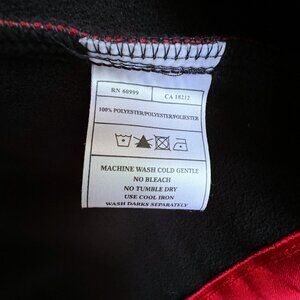 RN 60999
CA 18212
100% POLYESTER/POLYESTER/POLIESTER
MACHINE WASH COLD GENTLE
NO BLEACH
NO TUMBLE DRY
USE COOL IRON
WASH DARKS SEPARATELY